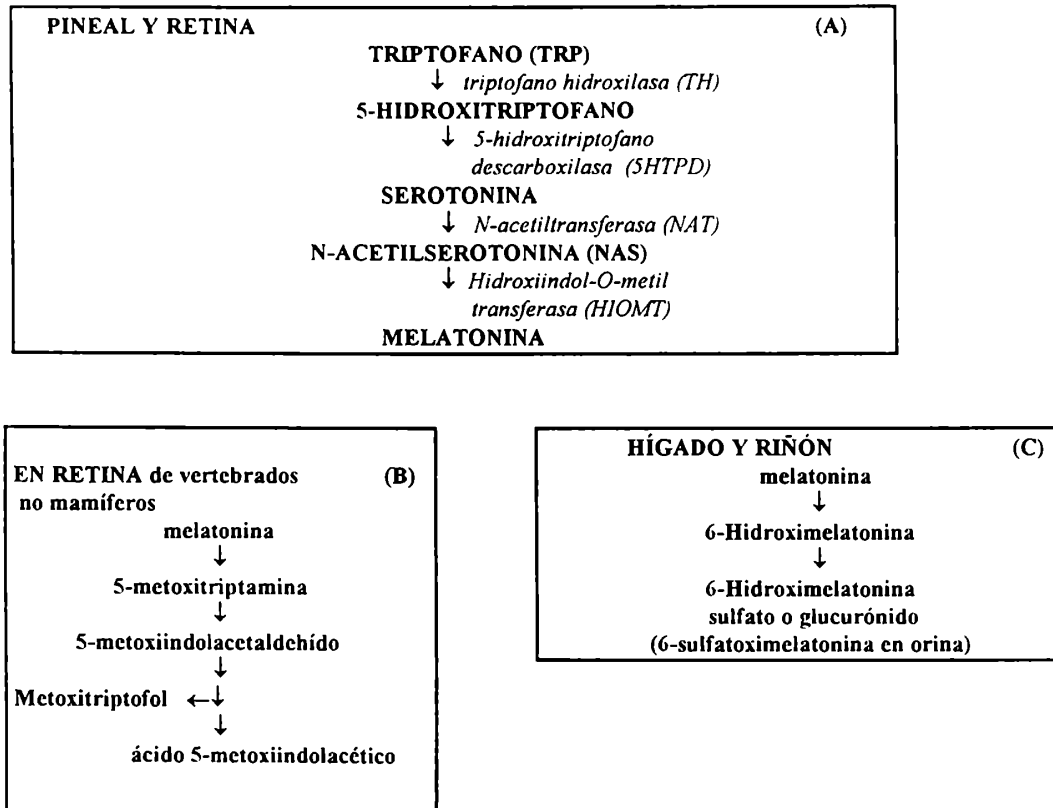 PINEAL Y RETINA (A)
TRIPTOFANO (TRP)
↓ triptofano hidroxilasa (TH)
5-HIDROXITRIPTOFANO
↓ 5-hidroxitriptofano
descarboxilasa (5HTPD)
SEROTONINA
↓ N-acetiltransferasa (NAT)
N-ACETILSEROTONINA (NAS)
↓ Hidroxiindol-O-metil
transferasa (HIOMT)
MELATONINA
EN RETINA de vertebrados (B)
no mamíferos
melatonina
↓
5-metoxitriptamina
↓
5-metoxiindolacetaldehído
↓
Metoxitriptofol ←↓
↓
ácido 5-metoxiindolacético
HÍGADO Y RIÑÓN (C)
melatonina
↓
6-Hidroximelatonina
↓
6-Hidroximelatonina
sulfato o glucurónido
(6-sulfatoximelatonina en orina)